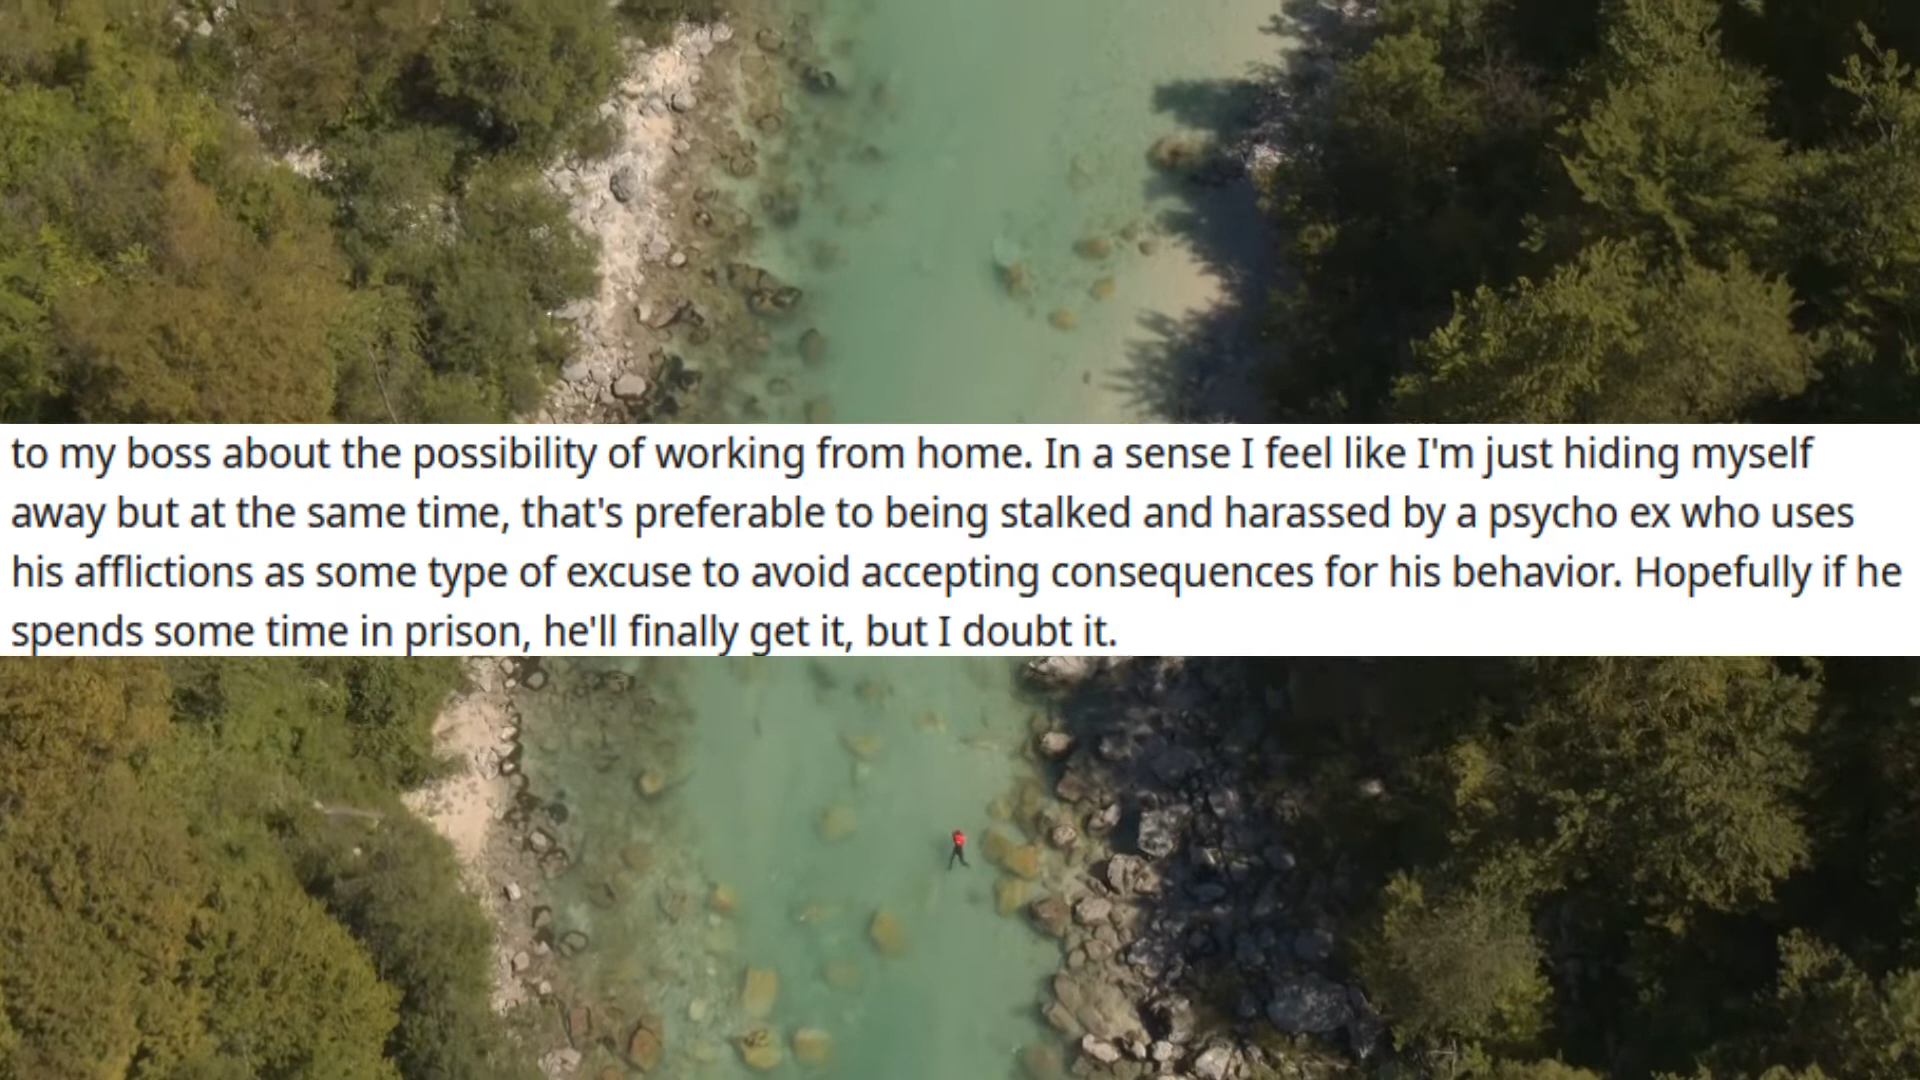 to my boss about the possibility of working from home. In a sense I feel like I'm just hiding myself
away but at the same time, that's preferable to being stalked and harassed by a psycho ex who uses
his afflictions as some type of excuse to avoid accepting consequences for his behavior. Hopefully if he
spends some time in prison, he'll finally get it, but I doubt it.